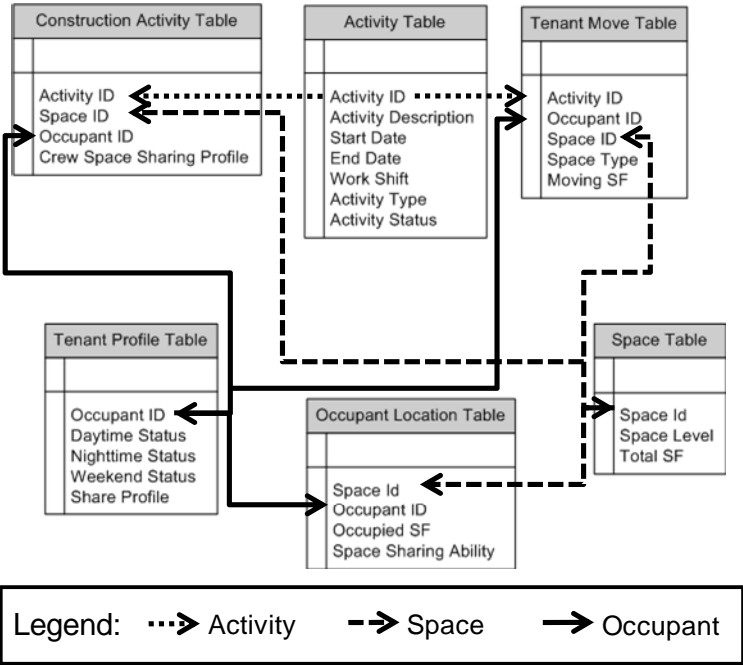 Construction Activity Table
Activity ID
Space ID
Occupant ID
Crew Space Sharing Profile
Activity Table
Activity ID
Activity Description
Start Date
End Date
Work Shift
Activity Type
Activity Status
Tenant Move Table
Activity ID
Occupant ID
Space ID
Space Type
Moving SF
Tenant Profile Table
Occupant ID
Daytime Status
Nighttime Status
Weekend Status
Share Profile
Occupant Location Table
Space Id
Occupant ID
Occupied SF
Space Sharing Ability
Space Table
Space Id
Space Level
Total SF
Legend: Activity Space Occupant